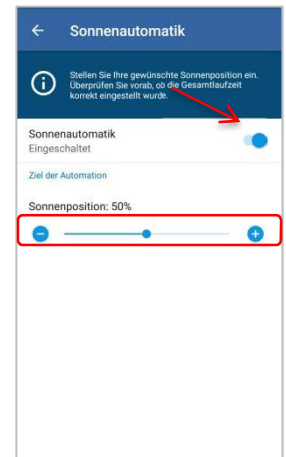 Sonnenautomatik
Stellen Sie Ihre gewünschte Sonnenposition ein.
Überprüfen Sie vorab, ob die Gesamtlaufzeit
korrekt eingestellt wurde.
Sonnenautomatik
Eingeschaltet
Ziel der Automation
Sonnenposition: 50%